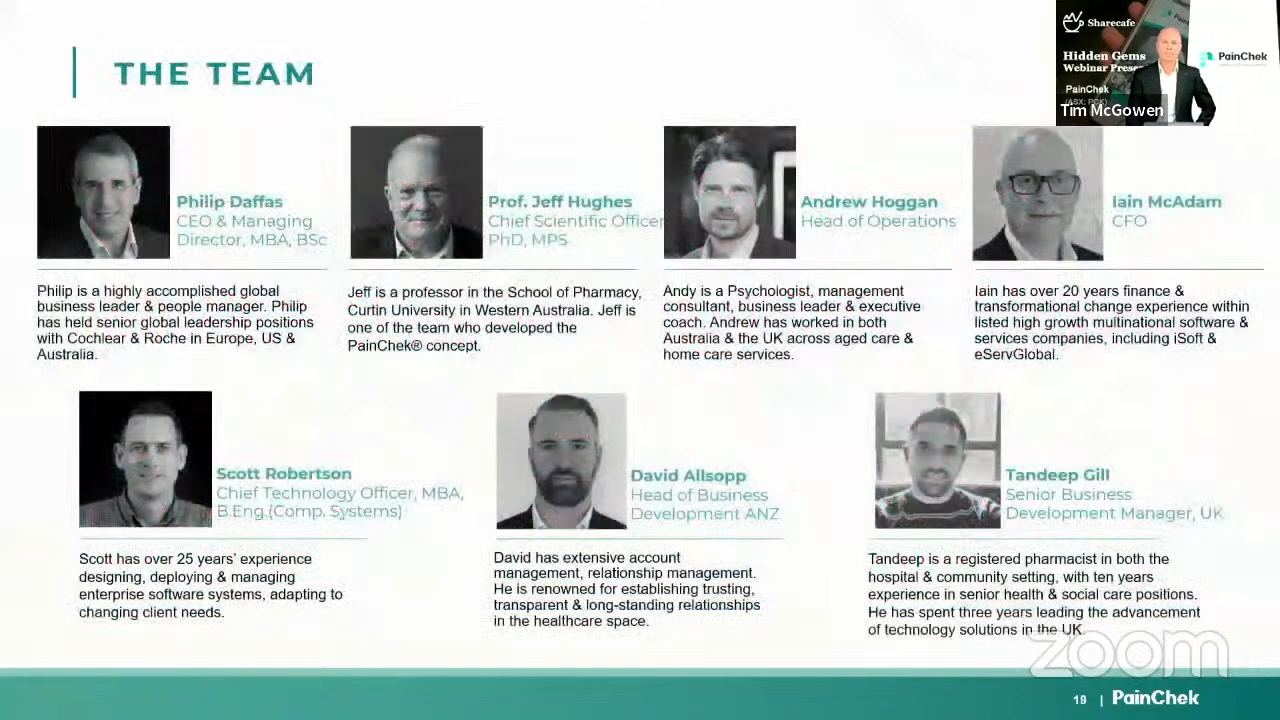 THE TEAM
Sharecafe
Hidden Gems
Webinar Prese
PainChek
PainChek
Tim McGowen
Philip Daffas
CEO & Managing
Director, MBA, BSc
Philip is a highly accomplished global
business leader & people manager. Philip
has held senior global leadership positions
with Cochlear & Roche in Europe, US &
Australia.
Prof. Jeff Hughes
Chief Scientific Officer
PhD, MPS
Jeff is a professor in the School of Pharmacy,
Curtin University in Western Australia. Jeff is
one of the team who developed the
PainChek® concept.
Andrew Hoggan
Head of Operations
Andy is a Psychologist, management
consultant, business leader & executive
coach. Andrew has worked in both
Australia & the UK across aged care &
home care services.
Iain McAdam
CFO
Iain has over 20 years finance &
transformational change experience within
listed high growth multinational software &
services companies, including iSoft &
eServGlobal.
Scott Robertson
Chief Technology Officer, MBA,
B.Eng.(Comp. Systems)
Scott has over 25 years' experience
designing, deploying & managing
enterprise software systems, adapting to
changing client needs.
David Allsopp
Head of Business
Development ANZ
David has extensive account
management, relationship management.
He is renowned for establishing trusting,
transparent & long-standing relationships
in the healthcare space.
Tandeep Gill
Senior Business
Development Manager, UK
Tandeep is a registered pharmacist in both the
hospital & community setting, with ten years
experience in senior health & social care positions.
He has spent three years leading the advancement
of technology solutions in the UK.
zoom
19 | PainChek